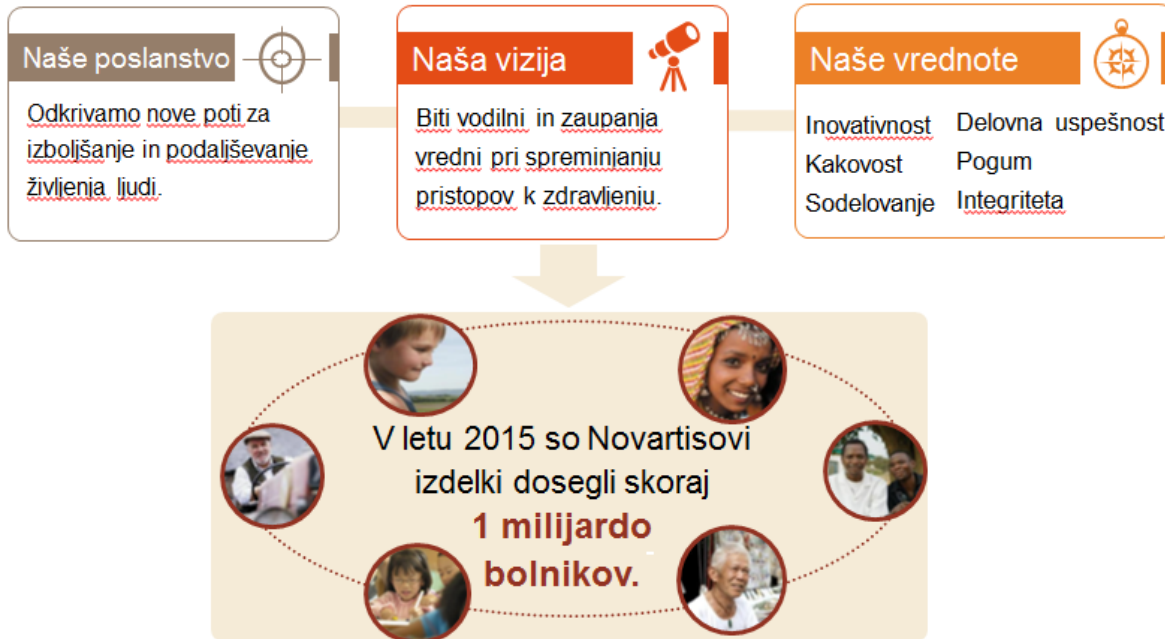 Naše poslanstvo
Odkrivamo nove poti za
izboljšanje in podaljševanje
življenja ljudi.
Naša vizija
Biti vodilni in zaupanja
vredni pri spreminjanju
pristopov k zdravljenju.
Naše vrednote
Inovativnost Delovna uspešnost
Kakovost Pogum
Sodelovanje Integriteta
V letu 2015 so Novartisovi
izdelki dosegli skoraj
1 milijardo
bolnikov.